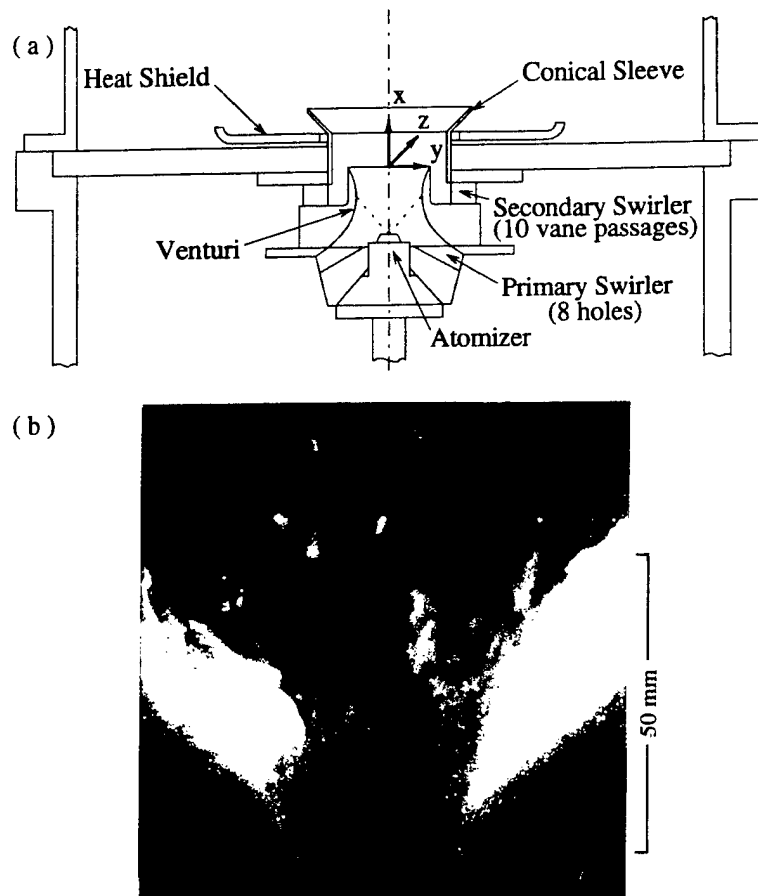 (a)
Heat Shield
Conical Sleeve
x
z
y
Secondary Swirler
(10 vane passages)
Venturi
Primary Swirler
(8 holes)
Atomizer
(b)
50 mm